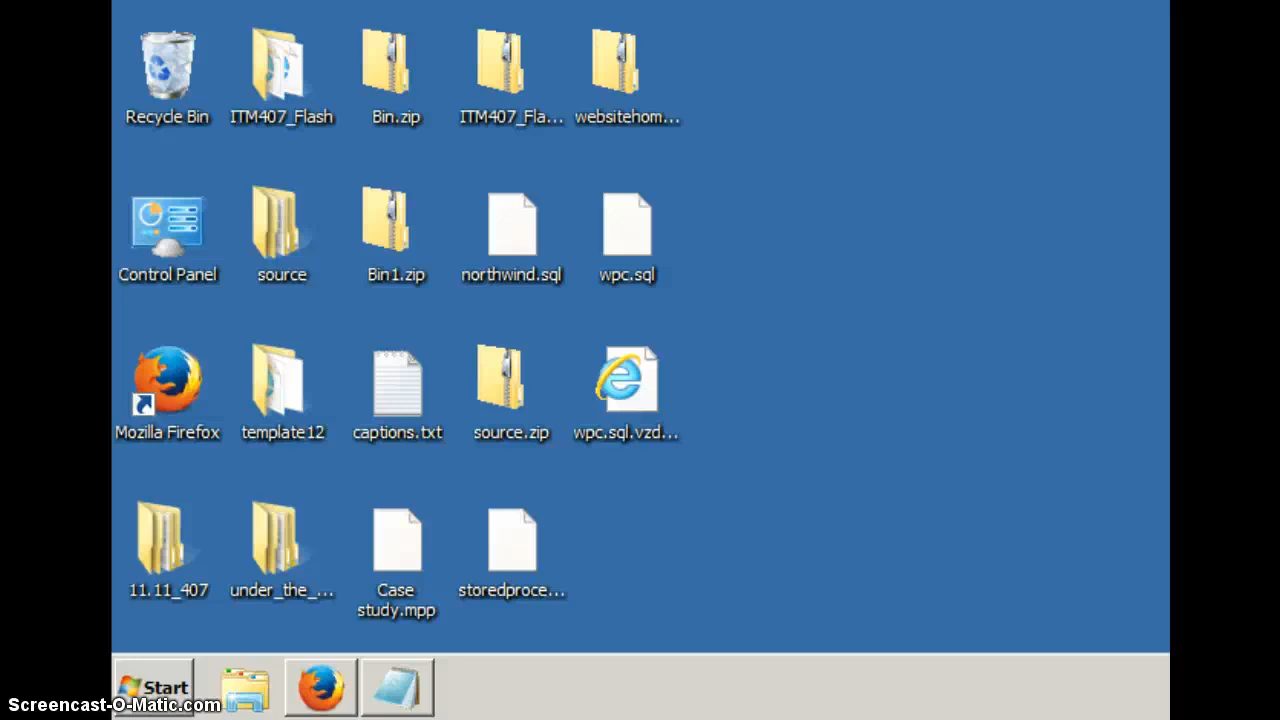 Recycle Bin
ITM407_Flash
Bin.zip
ITM407_Fla...
websitehom...
Control Panel
source
Bin1.zip
northwind.sql
wpc.sql
Mozilla Firefox
template12
captions.txt
source.zip
wpc.sql.vzd...
11.11_407
under_the_...
Case
study.mpp
storedproce...
Start
Screencast-O-Matic.com